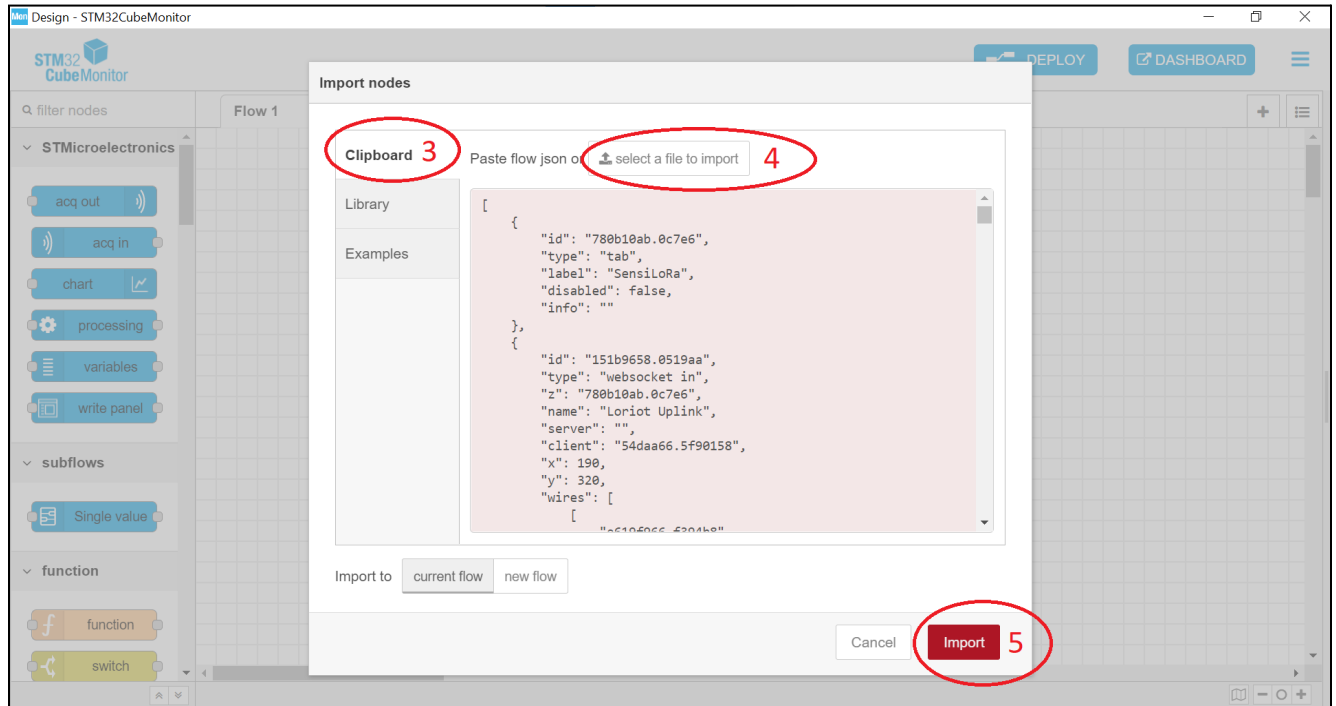 Mon Design - STM32CubeMonitor
STM32
CubeMonitor
DEPLOY
DASHBOARD
Import nodes
filter nodes
Flow 1
STMicroelectronics
acq out
acq in
chart
processing
variables
write panel
subflows
Single value
function
function
switch
Clipboard 3
Library
Examples
Paste flow json or select a file to import 4
[
{
"id": "780b10ab.0c7e6",
"type": "tab",
"label": "SensiLoRa",
"disabled": false,
"info": ""
},
{
"id": "151b9658.0519aa",
"type": "websocket in",
"z": "780b10ab.0c7e6",
"name": "Loriot Uplink",
"server": "",
"client": "54daa66.5f90158",
"x": 190,
"y": 320,
"wires": [
[
Import to current flow new flow
Cancel Import 5